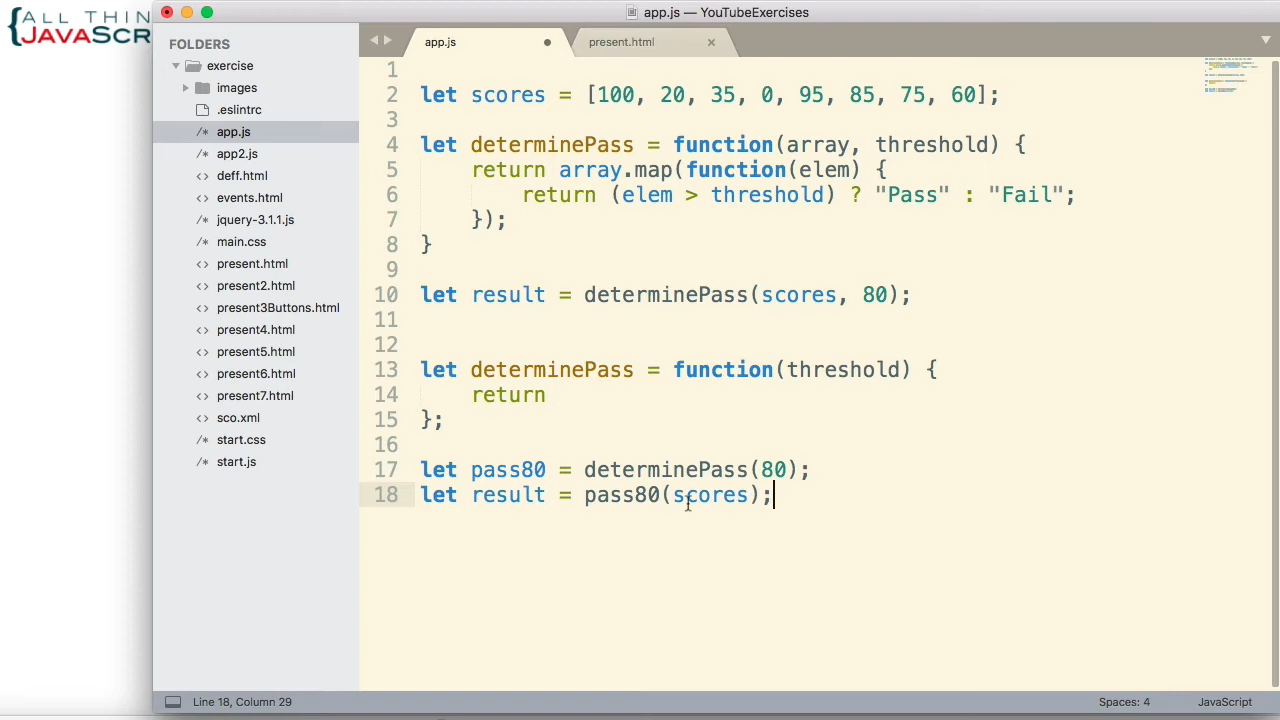 ALL THIN
{JAVASCR
app.js — YouTubeExercises
FOLDERS
exercise
images
.eslintrc
/* app.js
/* app2.js
<> deff.html
<> events.html
/* jquery-3.1.1.js
/* main.css
<> present.html
<> present2.html
<> present3Buttons.html
<> present4.html
<> present5.html
<> present6.html
<> present7.html
<> sco.xml
/* start.css
/* start.js
app.js
present.html
1
2 let scores = [100, 20, 35, 0, 95, 85, 75, 60];
3
4 let determinePass = function(array, threshold) {
5 return array.map(function(elem) {
6 return (elem > threshold) ? "Pass" : "Fail";
7 });
8 }
9
10 let result = determinePass(scores, 80);
11
12
13 let determinePass = function(threshold) {
14 return
15 };
16
17 let pass80 = determinePass(80);
18 let result = pass80(scores);
Line 18, Column 29
Spaces: 4
JavaScript